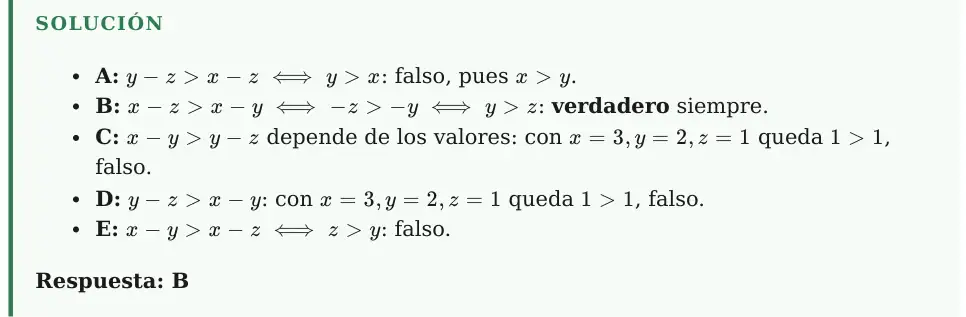 SOLUCIÓN
• A: y − z > x − z ⟺ y > x: falso, pues x > y.
• B: x − z > x − y ⟺ −z > −y ⟺ y > z: verdadero siempre.
• C: x − y > y − z depende de los valores: con x = 3, y = 2, z = 1 queda 1 > 1,
falso.
• D: y − z > x − y: con x = 3, y = 2, z = 1 queda 1 > 1, falso.
• E: x − y > x − z ⟺ z > y: falso.
Respuesta: B